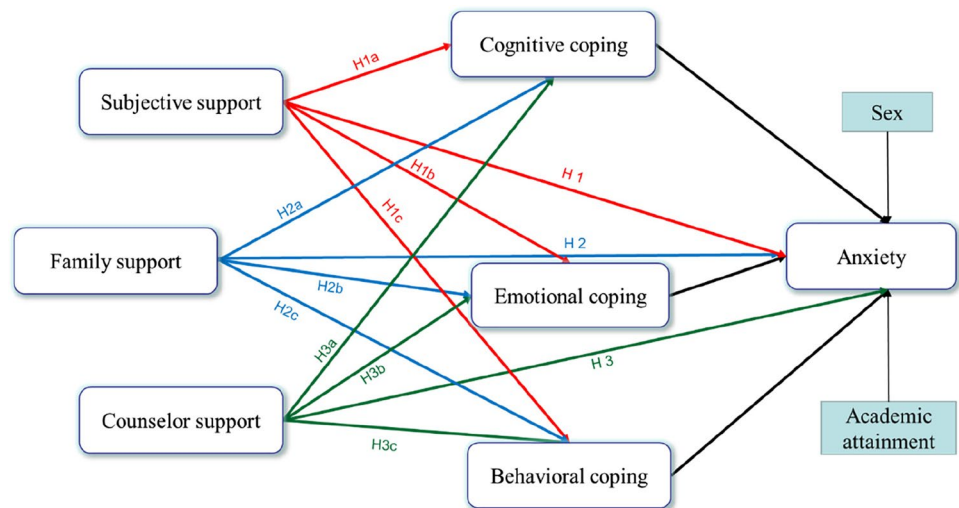 Cognitive coping
H1a
Subjective support
Sex
H1b
H 1
H1c
H2a
H 2
Family support
Anxiety
H2b
Emotional coping
H2c
H3a
H3b
H 3
Counselor support
Academic
attainment
H3c
Behavioral coping